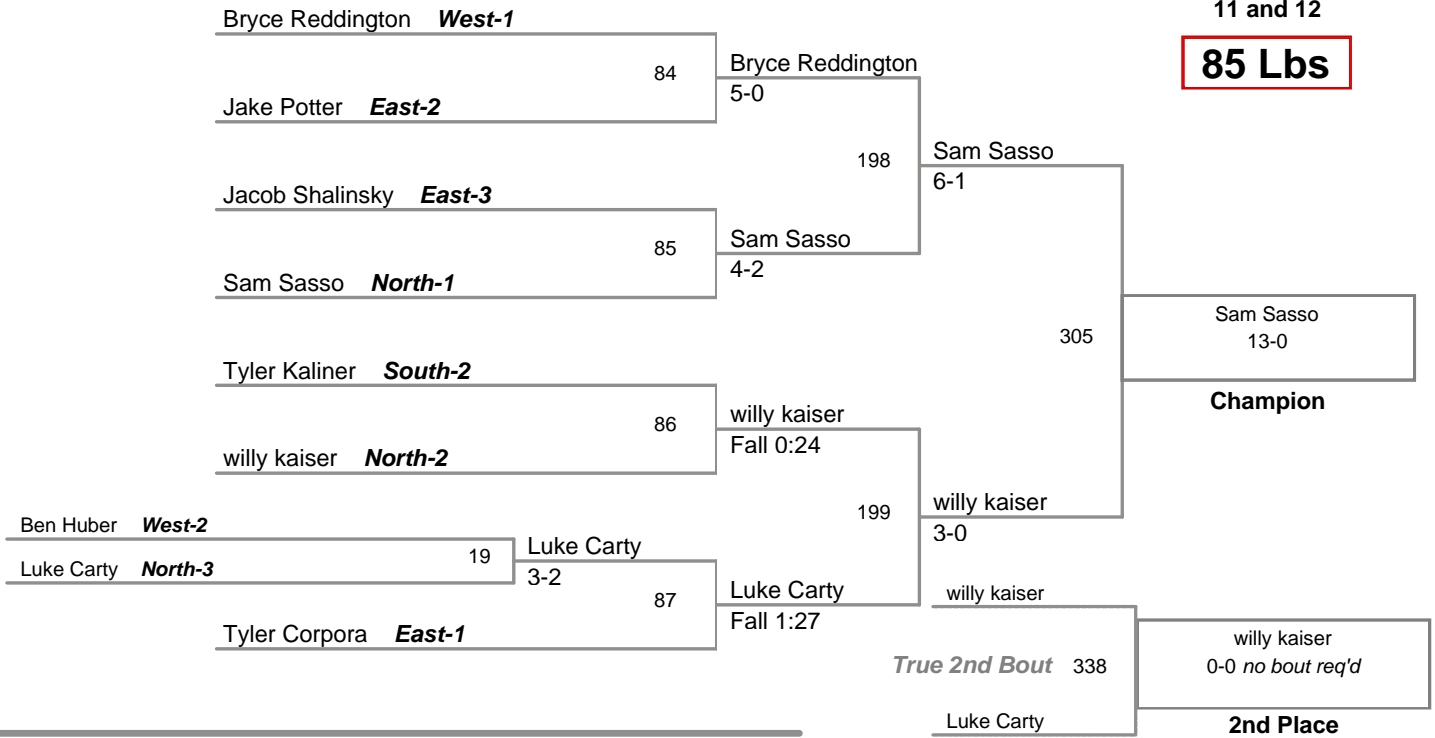 11 and 12
85 Lbs
Bryce Reddington West-1
84
Jake Potter East-2
Bryce Reddington
5-0
198
Jacob Shalinsky East-3
85
Sam Sasso North-1
Sam Sasso
4-2
Sam Sasso
6-1
305
Tyler Kaliner South-2
86
willy kaiser North-2
willy kaiser
Fall 0:24
199
Ben Huber West-2
19
Luke Carty North-3
Luke Carty
3-2
87
Tyler Corpora East-1
Luke Carty
Fall 1:27
willy kaiser
3-0
Sam Sasso
13-0
Champion
willy kaiser
True 2nd Bout 338
Luke Carty
willy kaiser
0-0 no bout req'd
2nd Place